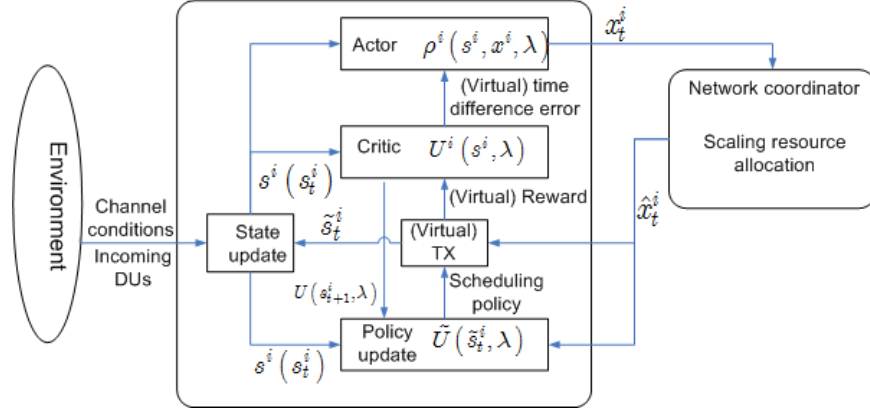 Actor ρ^i (s^i, x^i, λ)
x_t^i
(Virtual) time
difference error
Network coordinator
Scaling resource
allocation
Environment
Critic U^i (s^i, λ)
s^i (s_t^i)
(Virtual) Reward
x̂_t^i
Channel
conditions
Incoming
DUs
State
update
s̃_t^i
(Virtual)
TX
U(s_{t+1}^i, λ)
Scheduling
policy
Policy
update
Ũ (s̃_t^i, λ)
s^i (s_t^i)